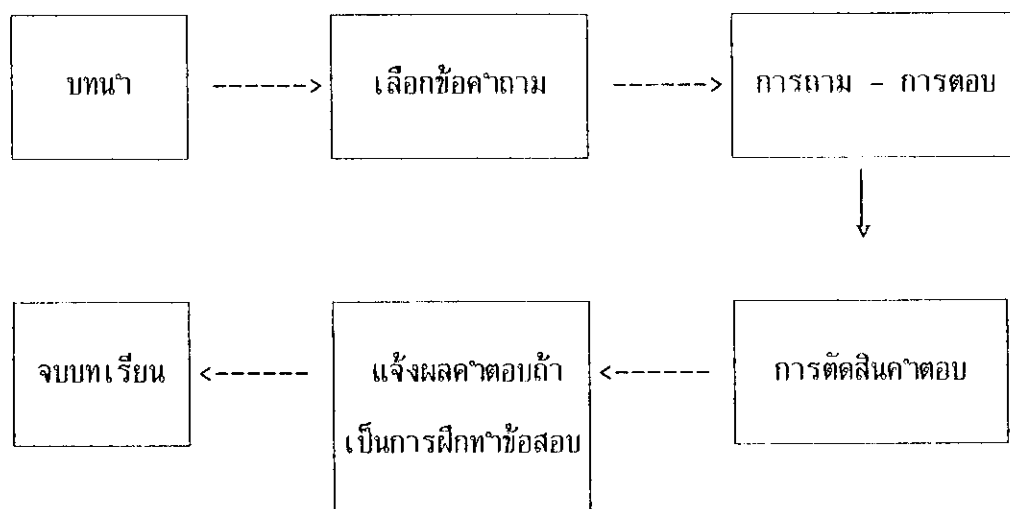 บทนำ
เลือกข้อคำถาม
การถาม - การตอบ
จบบทเรียน
แจ้งผลคำตอบถ้า
เป็นการฝึกทำข้อสอบ
การตัดสินคำตอบ